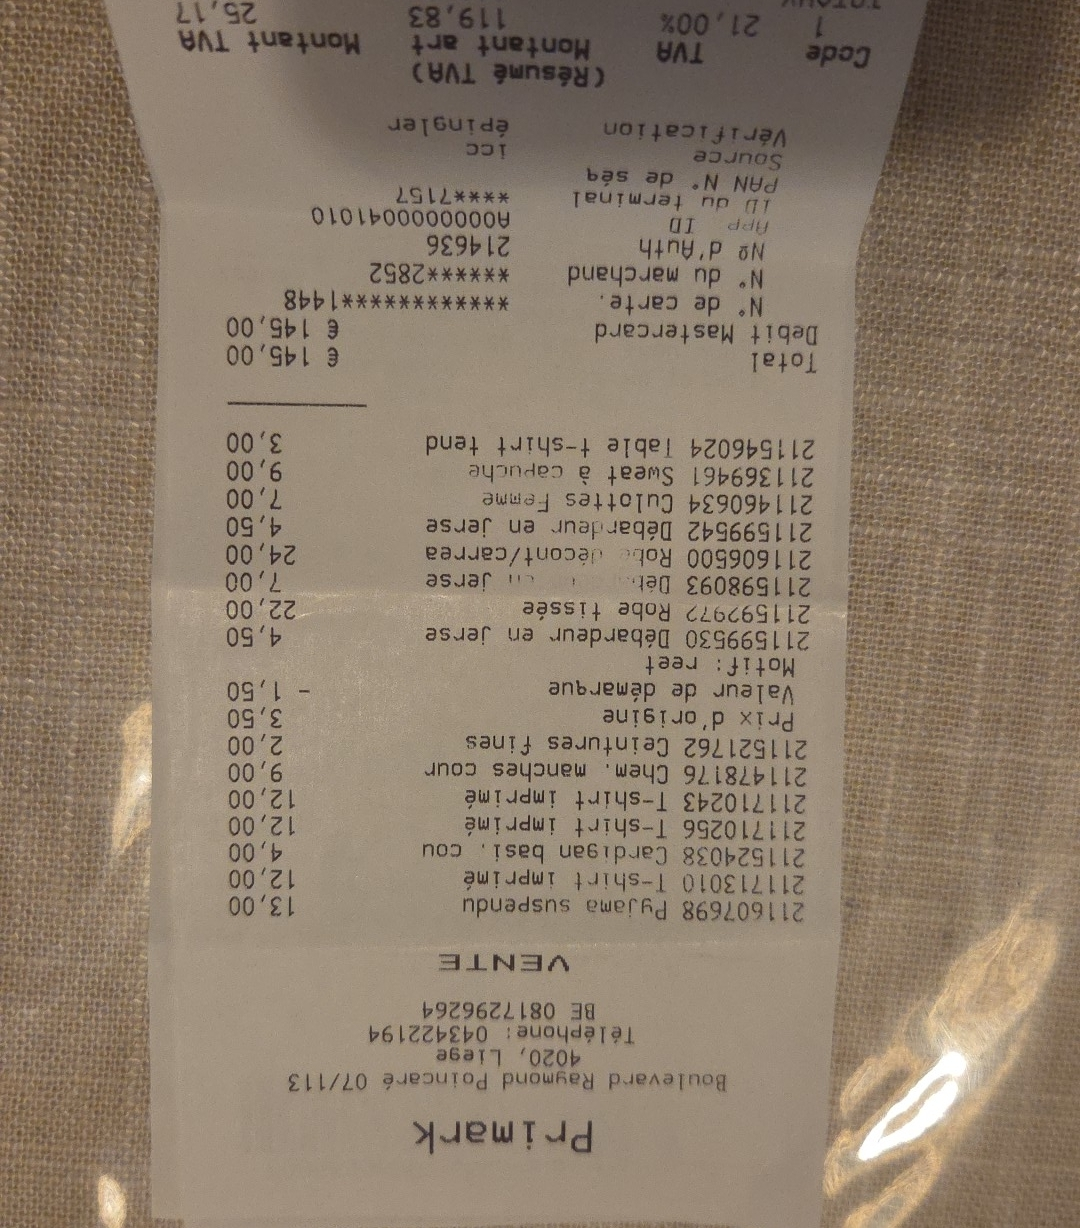 Primark
Boulevard Raymond Poincaré 07/113
4020, Liege
Téléphone: 043422194
BE 0817296264
VENTE
211607698 Pyjama suspendu 13,00
211713010 T-shirt imprimé 12,00
211524038 Cardigan basi. cou 4,00
211710256 T-shirt imprimé 12,00
211710243 T-shirt imprimé 12,00
211478176 Chem. manches cour 9,00
211521762 Ceintures fines 2,00
Prix d'origine 3,50
Valeur de démarque - 1,50
Motif: reet
211599530 Débardeur en jerse 4,50
211592972 Robe tissée 22,00
211598093 Déb en jerse 7,00
211606500 Robe décont/carrea 24,00
211599542 Débardeur en jerse 4,50
211460634 Culottes Femme 7,00
211369461 Sweat à capuche 9,00
211546024 Table t-shirt tend 3,00
Total € 145,00
Debit Mastercard € 145,00
N° de carte. ************1448
N° du marchand ******2852
Nº d'Auth 214636
App ID A0000000041010
ID du terminal ****7157
PAN N° de séq
Source icc
Vérification épingler
(Résumé TVA)
Code TVA Montant art Montant TVA
1 21,00% 119,83 25,17